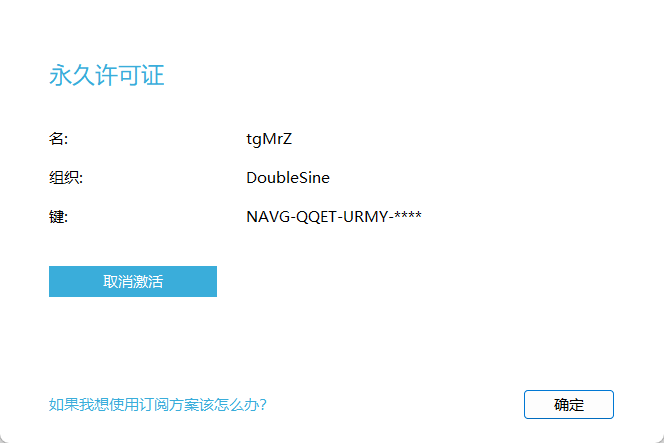 永久许可证
名: tgMrZ
组织: DoubleSine
键: NAVG-QQET-URMY-****
取消激活
如果我想使用订阅方案该怎么办?
确定